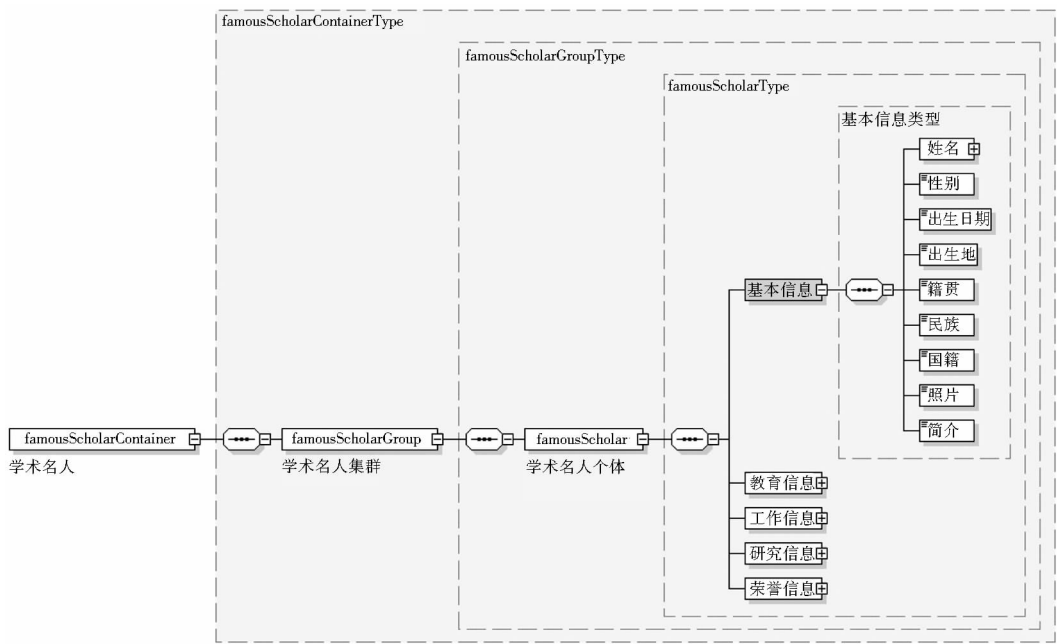 famousScholarContainerType
famousScholarGroupType
famousScholarType
基本信息类型
姓名
性别
出生日期
出生地
基本信息
籍贯
民族
国籍
照片
简介
famousScholarContainer
学术名人
famousScholarGroup
学术名人集群
famousScholar
学术名人个体
教育信息
工作信息
研究信息
荣誉信息